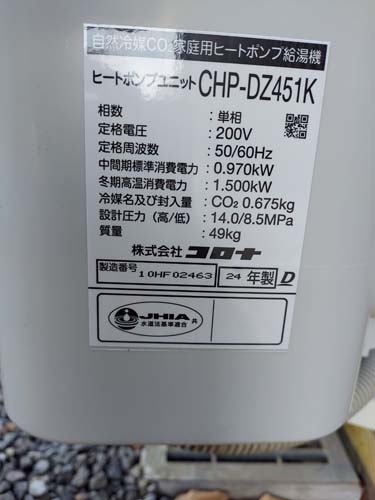 自然冷媒CO₂家庭用ヒートポンプ給湯機
ヒートポンプユニット CHP-DZ451K
相数 : 単相
定格電圧 : 200V
定格周波数 : 50/60Hz
中間期標準消費電力 : 0.970kW
冬期高温消費電力 : 1.500kW
冷媒名及び封入量 : CO₂ 0.675kg
設計圧力(高/低) : 14.0/8.5MPa
質量 : 49kg
株式会社 コロナ
製造番号 10HF02463 24 年製 D
JHIA 共
水道法基準適合